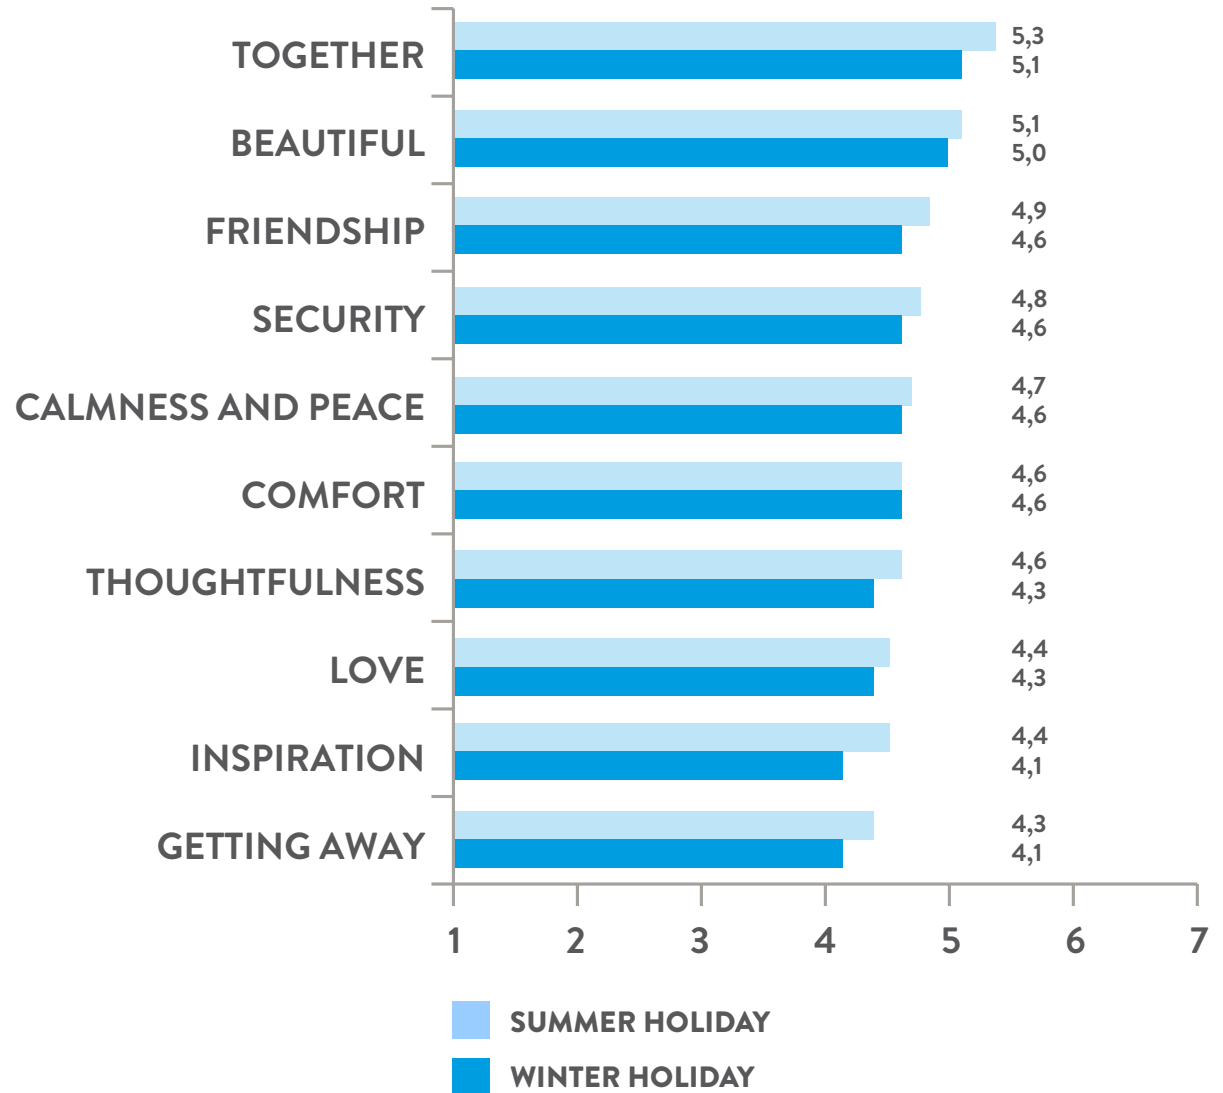 TOGETHER
5,3
5,1
BEAUTIFUL
5,1
5,0
FRIENDSHIP
4,9
4,6
SECURITY
4,8
4,6
CALMNESS AND PEACE
4,7
4,6
COMFORT
4,6
4,6
THOUGHTFULNESS
4,6
4,3
LOVE
4,4
4,3
INSPIRATION
4,4
4,1
GETTING AWAY
4,3
4,1
1 2 3 4 5 6 7
SUMMER HOLIDAY
WINTER HOLIDAY